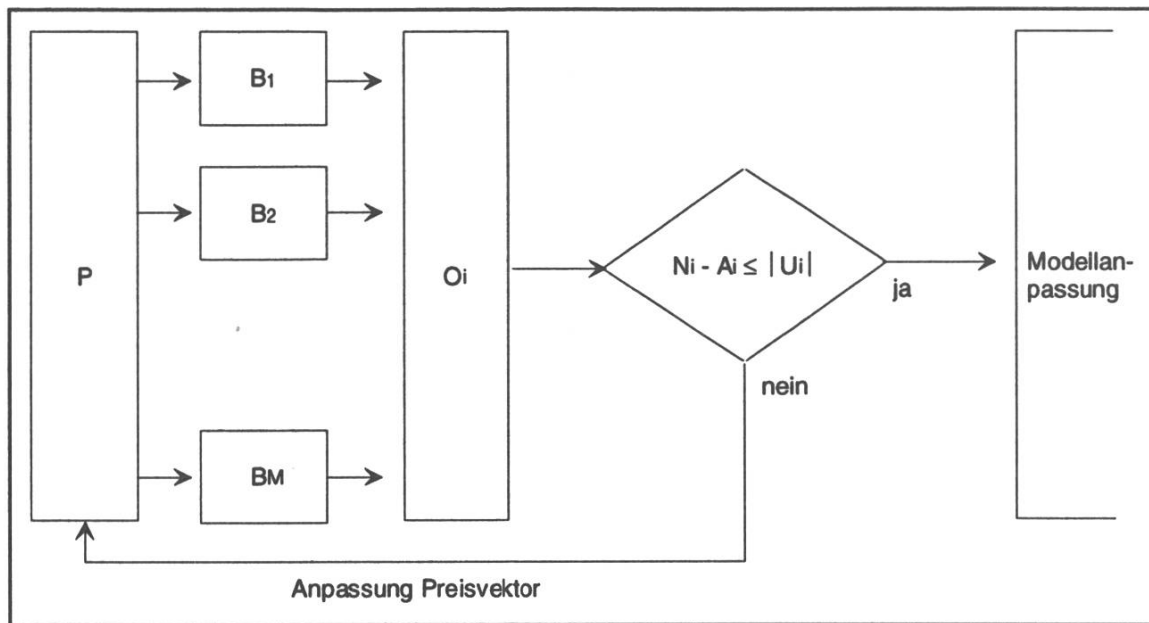 B1
B2
P
Oi
Ni - Ai ≤ |Ui|
ja
Modellan-
passung
nein
BM
Anpassung Preisvektor